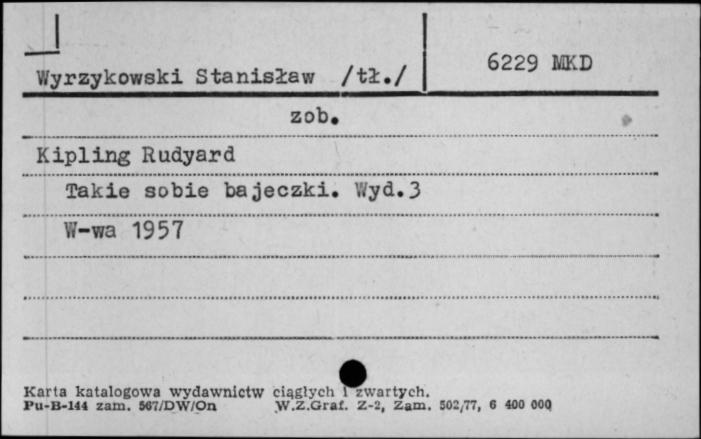 Wyrzykowski Stanisław /tł./ 6229 MKD
zob.
Kipling Rudyard
Takie sobie bajeczki. Wyd.3
W-wa 1957
Karta katalogowa wydawnictw ciągłych i zwartych.
Pu-B-144 zam. 567/DW/On W.Z.Graf. Z-2, Zam. 502/77, 6 400 000